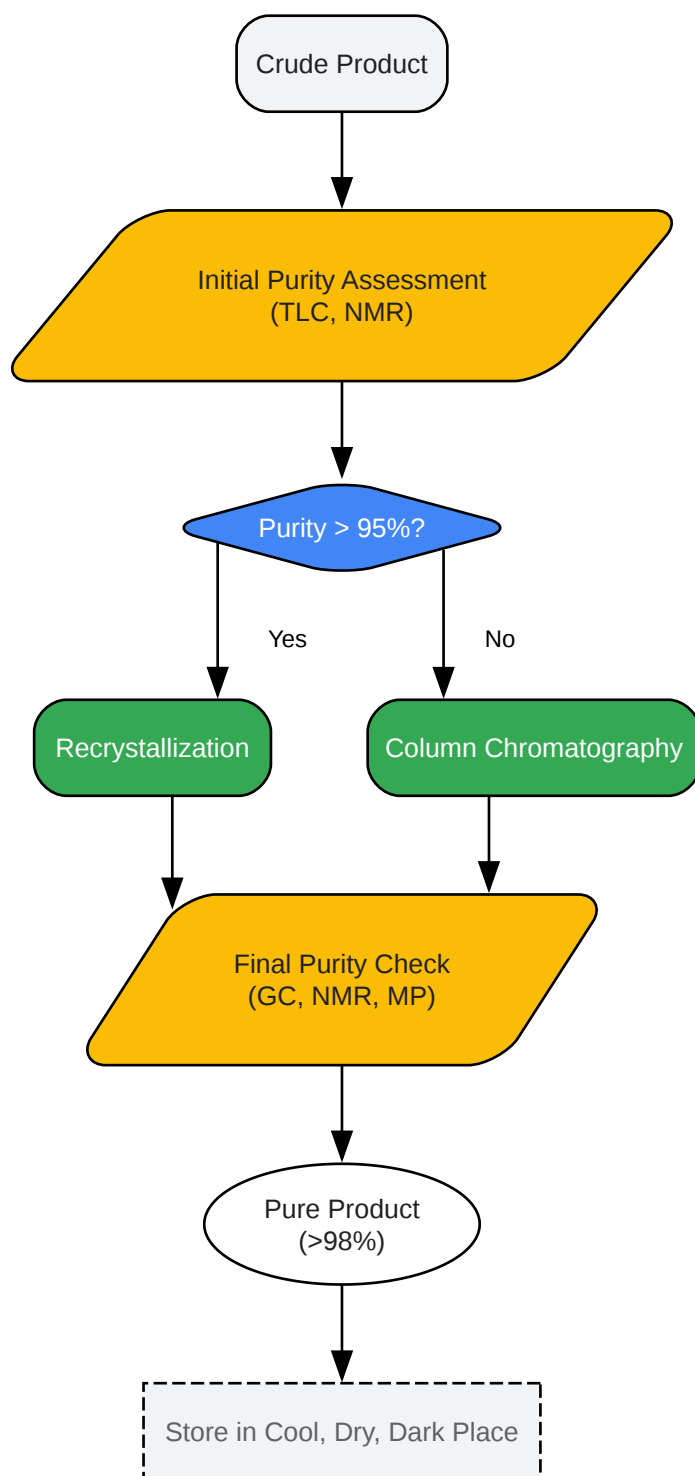 Crude Product
Initial Purity Assessment
(TLC, NMR)
Purity > 95%?
Yes
No
Recrystallization
Column Chromatography
Final Purity Check
(GC, NMR, MP)
Pure Product
(>98%)
Store in Cool, Dry, Dark Place